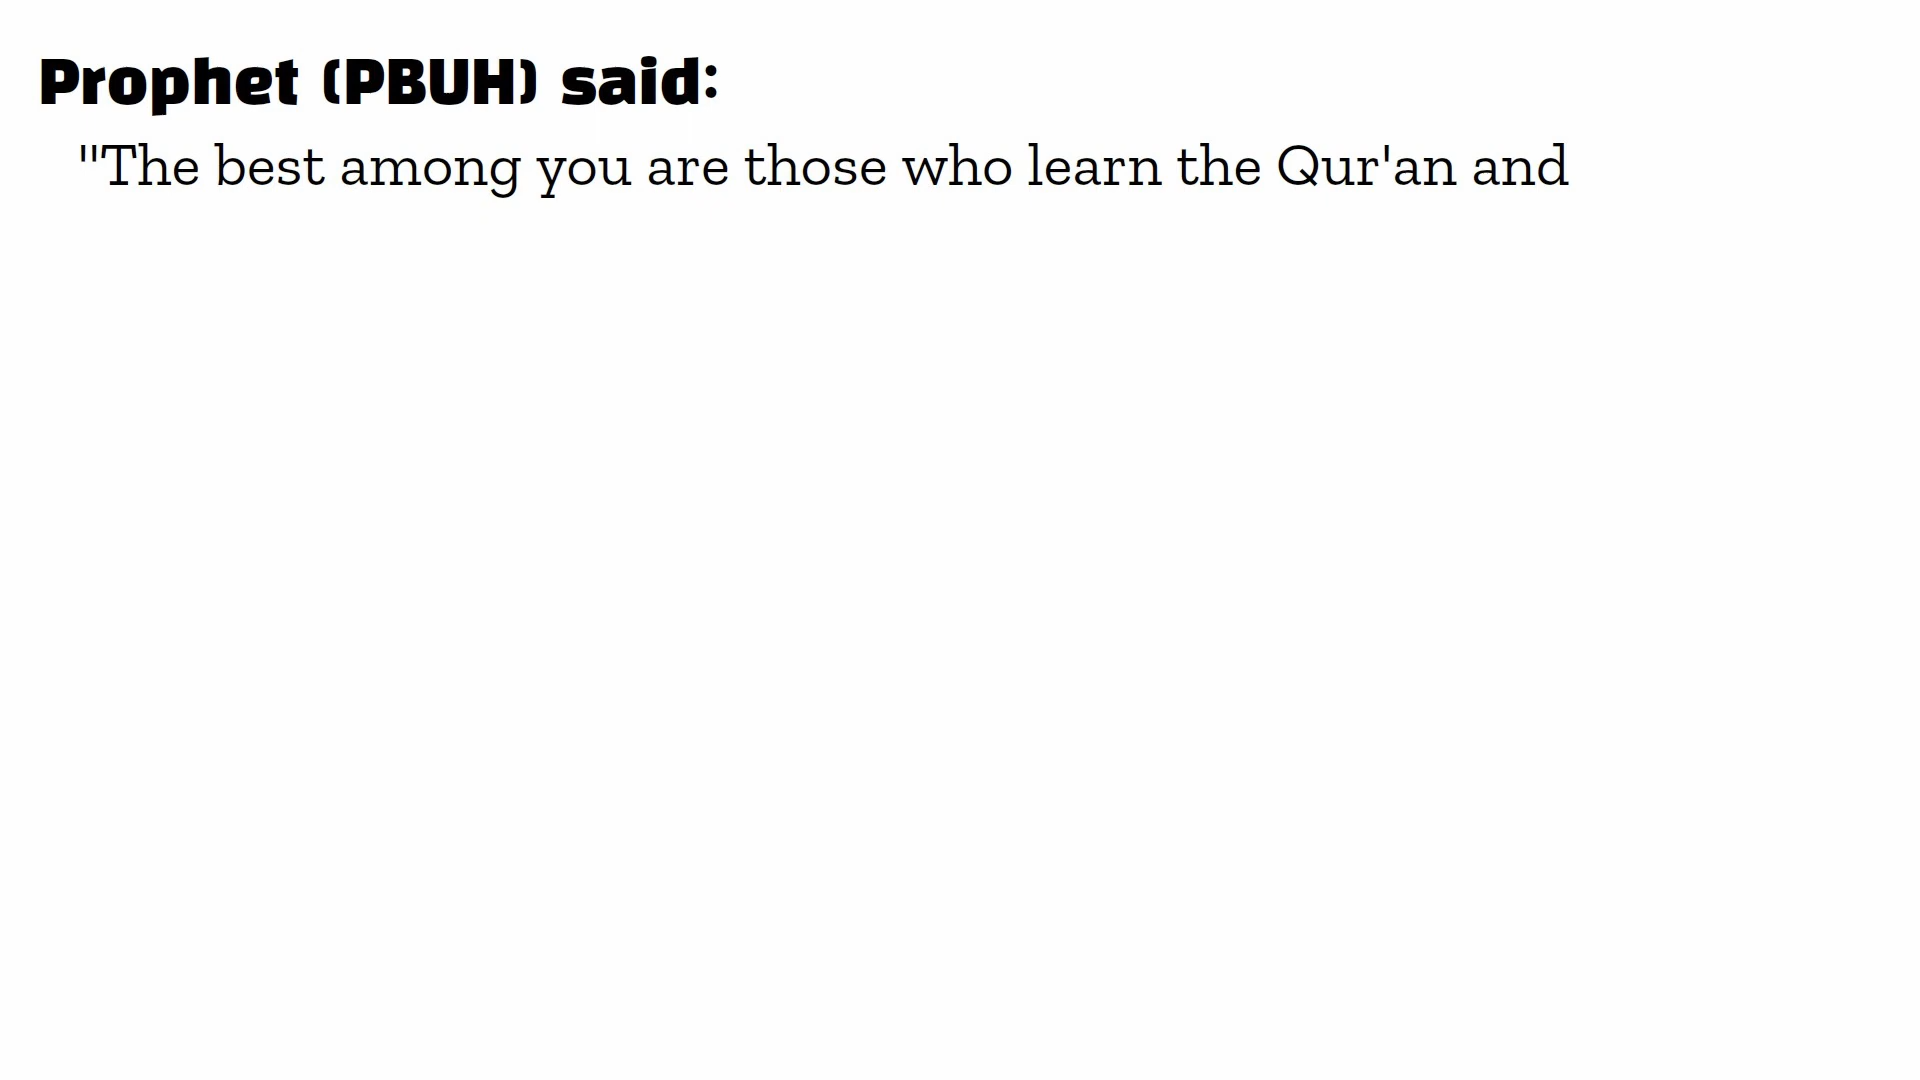 Prophet (PBUH) said:
"The best among you are those who learn the Qur'an and